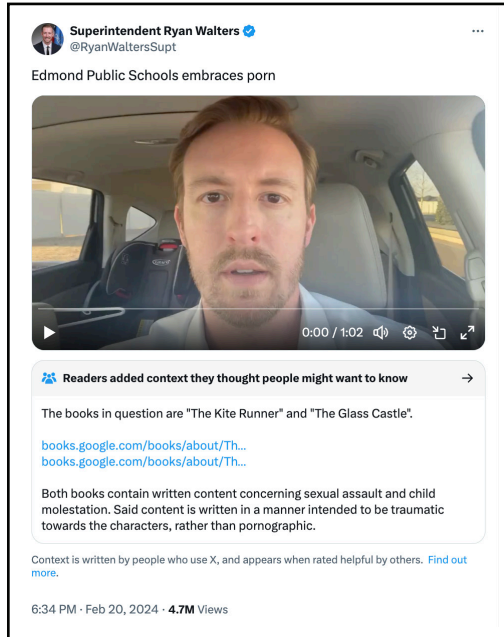 Superintendent Ryan Walters
@RyanWaltersSupt
Edmond Public Schools embraces porn
0:00 / 1:02
Readers added context they thought people might want to know
The books in question are "The Kite Runner" and "The Glass Castle".
books.google.com/books/about/Th...
books.google.com/books/about/Th...
Both books contain written content concerning sexual assault and child
molestation. Said content is written in a manner intended to be traumatic
towards the characters, rather than pornographic.
Context is written by people who use X, and appears when rated helpful by others. Find out
more.
6:34 PM · Feb 20, 2024 · 4.7M Views